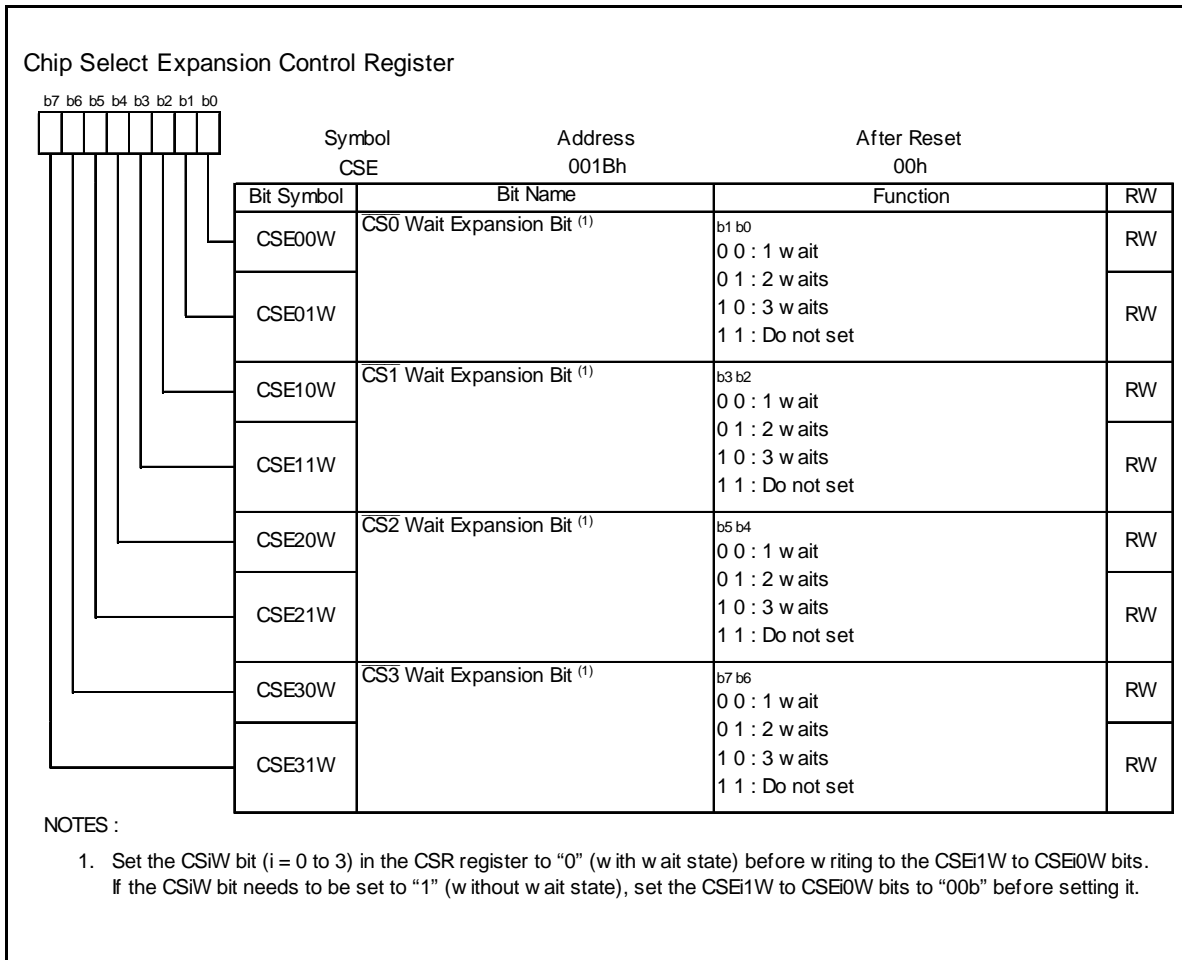 Chip Select Expansion Control Register
b7 b6 b5 b4 b3 b2 b1 b0
Symbol Address After Reset
CSE 001Bh 00h
Bit Symbol Bit Name Function RW
CSE00W CS0 Wait Expansion Bit (1) b1 b0 RW
0 0 : 1 wait
0 1 : 2 waits
CSE01W 1 0 : 3 waits RW
1 1 : Do not set
CSE10W CS1 Wait Expansion Bit (1) b3 b2 RW
0 0 : 1 wait
0 1 : 2 waits
CSE11W 1 0 : 3 waits RW
1 1 : Do not set
CSE20W CS2 Wait Expansion Bit (1) b5 b4 RW
0 0 : 1 wait
0 1 : 2 waits
CSE21W 1 0 : 3 waits RW
1 1 : Do not set
CSE30W CS3 Wait Expansion Bit (1) b7 b6 RW
0 0 : 1 wait
0 1 : 2 waits
CSE31W 1 0 : 3 waits RW
1 1 : Do not set
NOTES :
1. Set the CSiW bit (i = 0 to 3) in the CSR register to “0” (with wait state) before writing to the CSEi1W to CSEi0W bits.
If the CSiW bit needs to be set to “1” (without wait state), set the CSEi1W to CSEi0W bits to “00b” before setting it.